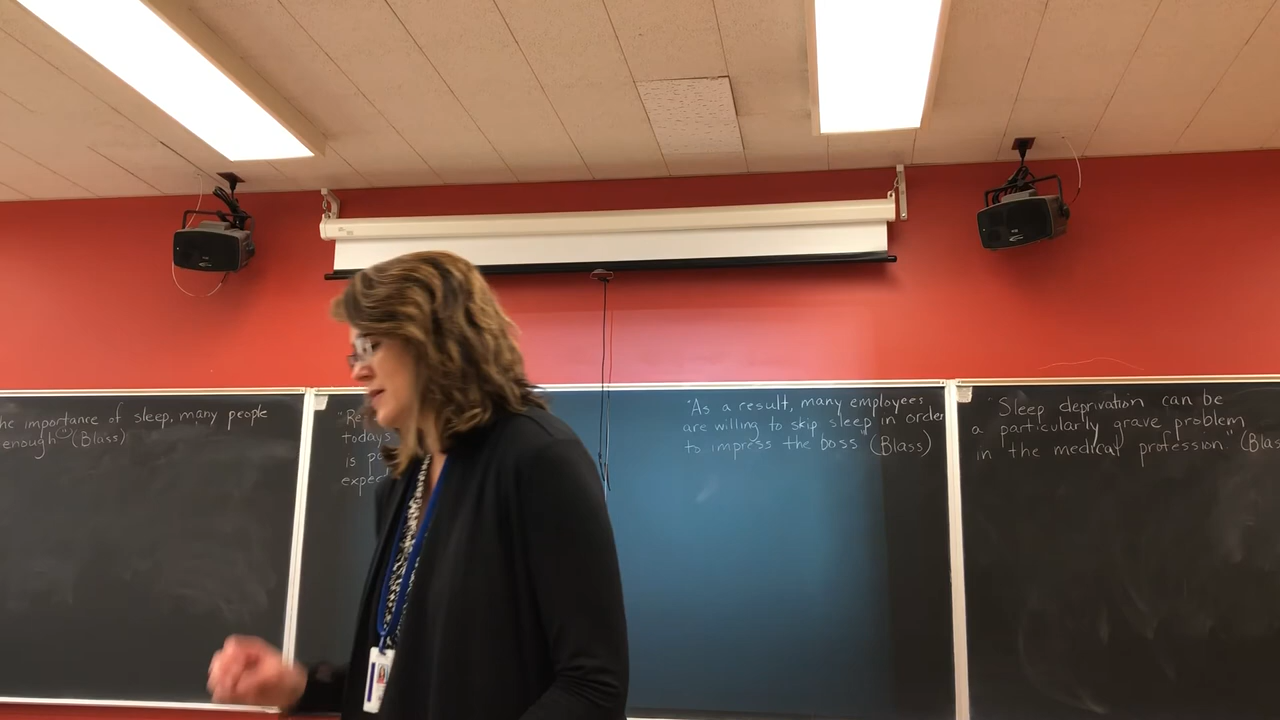 he importance of sleep, many people
enough" (Blass)
"Re
today's
is p
expec
"As a result, many employees
are willing to skip sleep in order
to impress the boss" (Blass)
"Sleep deprivation can be
a particularly grave problem
in the medical profession." (Blas